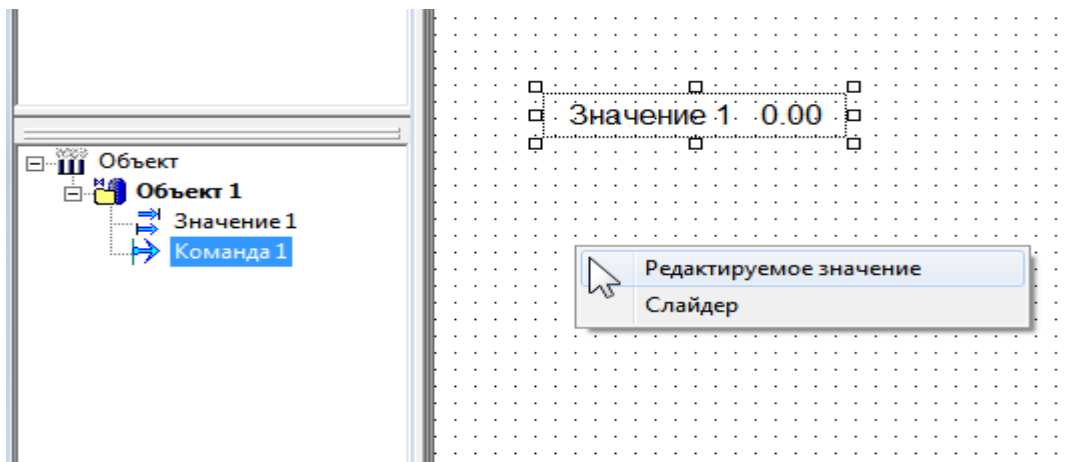 Объект
Объект 1
Значение 1
Команда 1
Значение 1 0.00
Редактируемое значение
Слайдер